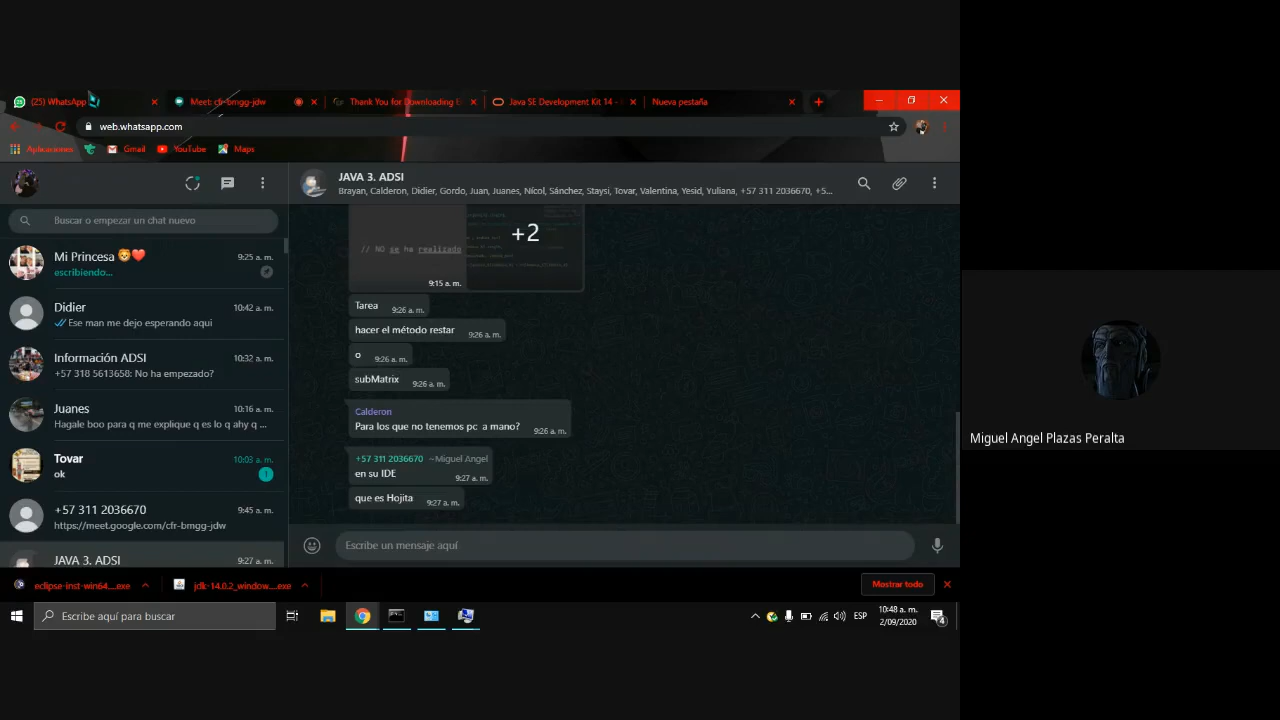 (25) WhatsApp
Meet: cfr-bmgg-jdw
Thank You for Downloading E
Java SE Development Kit 14 -
Nueva pestaña
web.whatsapp.com
Aplicaciones
Gmail
YouTube
Maps
JAVA 3. ADSI
Brayan, Calderon, Didier, Gordo, Juan, Juanes, Nícol, Sánchez, Staysi, Tovar, Valentina, Yesid, Yuliana, +57 311 2036670, +5...
Buscar o empezar un chat nuevo
Mi Princesa 🦁❤️ 9:25 a. m.
escribiendo...
Didier 10:42 a. m.
Ese man me dejo esperando aqui
Información ADSI 10:32 a. m.
+57 318 5613658: No ha empezado?
Juanes 10:16 a. m.
Hagale boo para q me explique q es lo q ahy q ...
Tovar 10:03 a. m.
ok 1
+57 311 2036670 9:45 a. m.
https://meet.google.com/cfr-bmgg-jdw
JAVA 3. ADSI 9:27 a. m.
// NO se ha realizado
+2
9:15 a. m.
Tarea 9:26 a. m.
hacer el método restar 9:26 a. m.
o 9:26 a. m.
subMatrix 9:26 a. m.
Calderon
Para los que no tenemos pc a mano? 9:26 a. m.
+57 311 2036670 ~Miguel Angel
en su IDE 9:27 a. m.
que es Hojita 9:27 a. m.
Escribe un mensaje aquí
eclipse-inst-win64....exe
jdk-14.0.2_window....exe
Mostrar todo
Escribe aquí para buscar
ESP
10:48 a. m.
2/09/2020
4
Miguel Angel Plazas Peralta